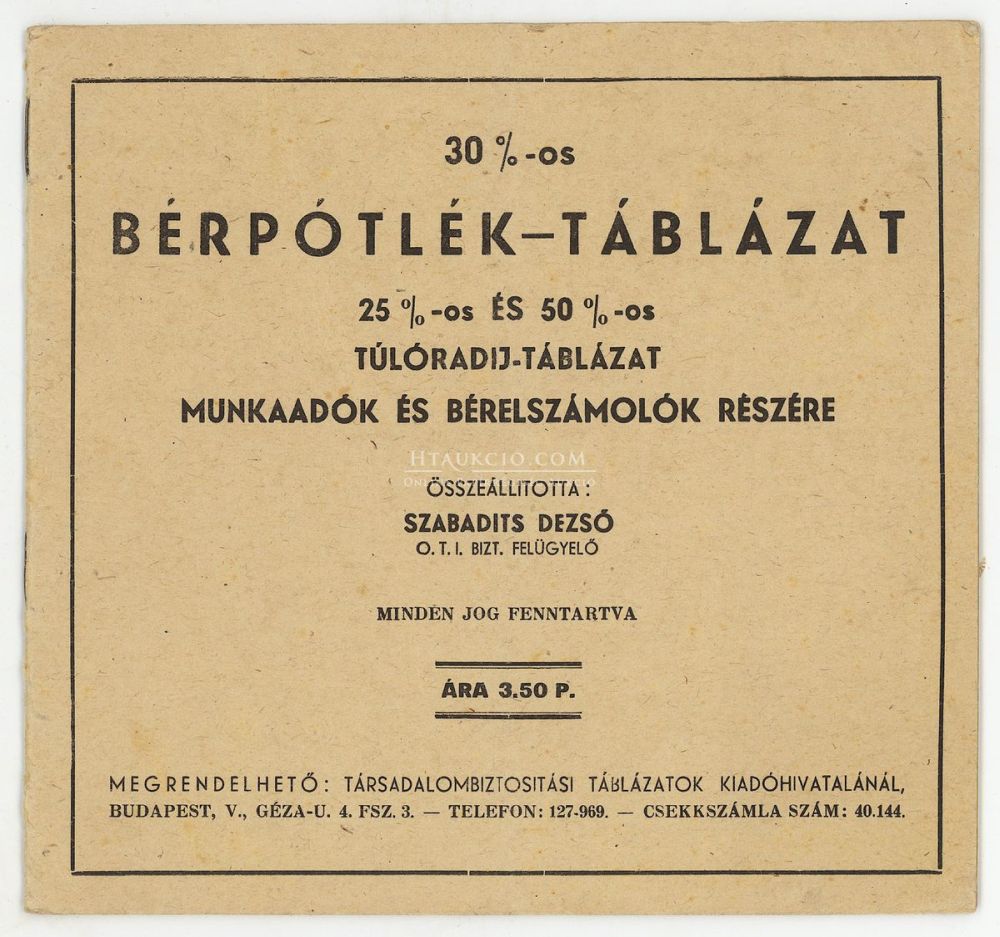 30 %-os
BÉRPÓTLÉK–TÁBLÁZAT
25 %-os ÉS 50 %-os
TÚLÓRADIJ-TÁBLÁZAT
MUNKAADÓK ÉS BÉRELSZÁMOLÓK RÉSZÉRE
HTAUKCIO.COM
ÖSSZEÁLLITOTTA:
SZABADITS DEZSŐ
O. T. I. BIZT. FELÜGYELŐ
MINDEN JOG FENNTARTVA
ÁRA 3.50 P.
MEGRENDELHETŐ: TÁRSADALOMBIZTOSITÁSI TÁBLÁZATOK KIADÓHIVATALÁNÁL,
BUDAPEST, V., GÉZA-U. 4. FSZ. 3. — TELEFON: 127-969. — CSEKKSZÁMLA SZÁM: 40.144.